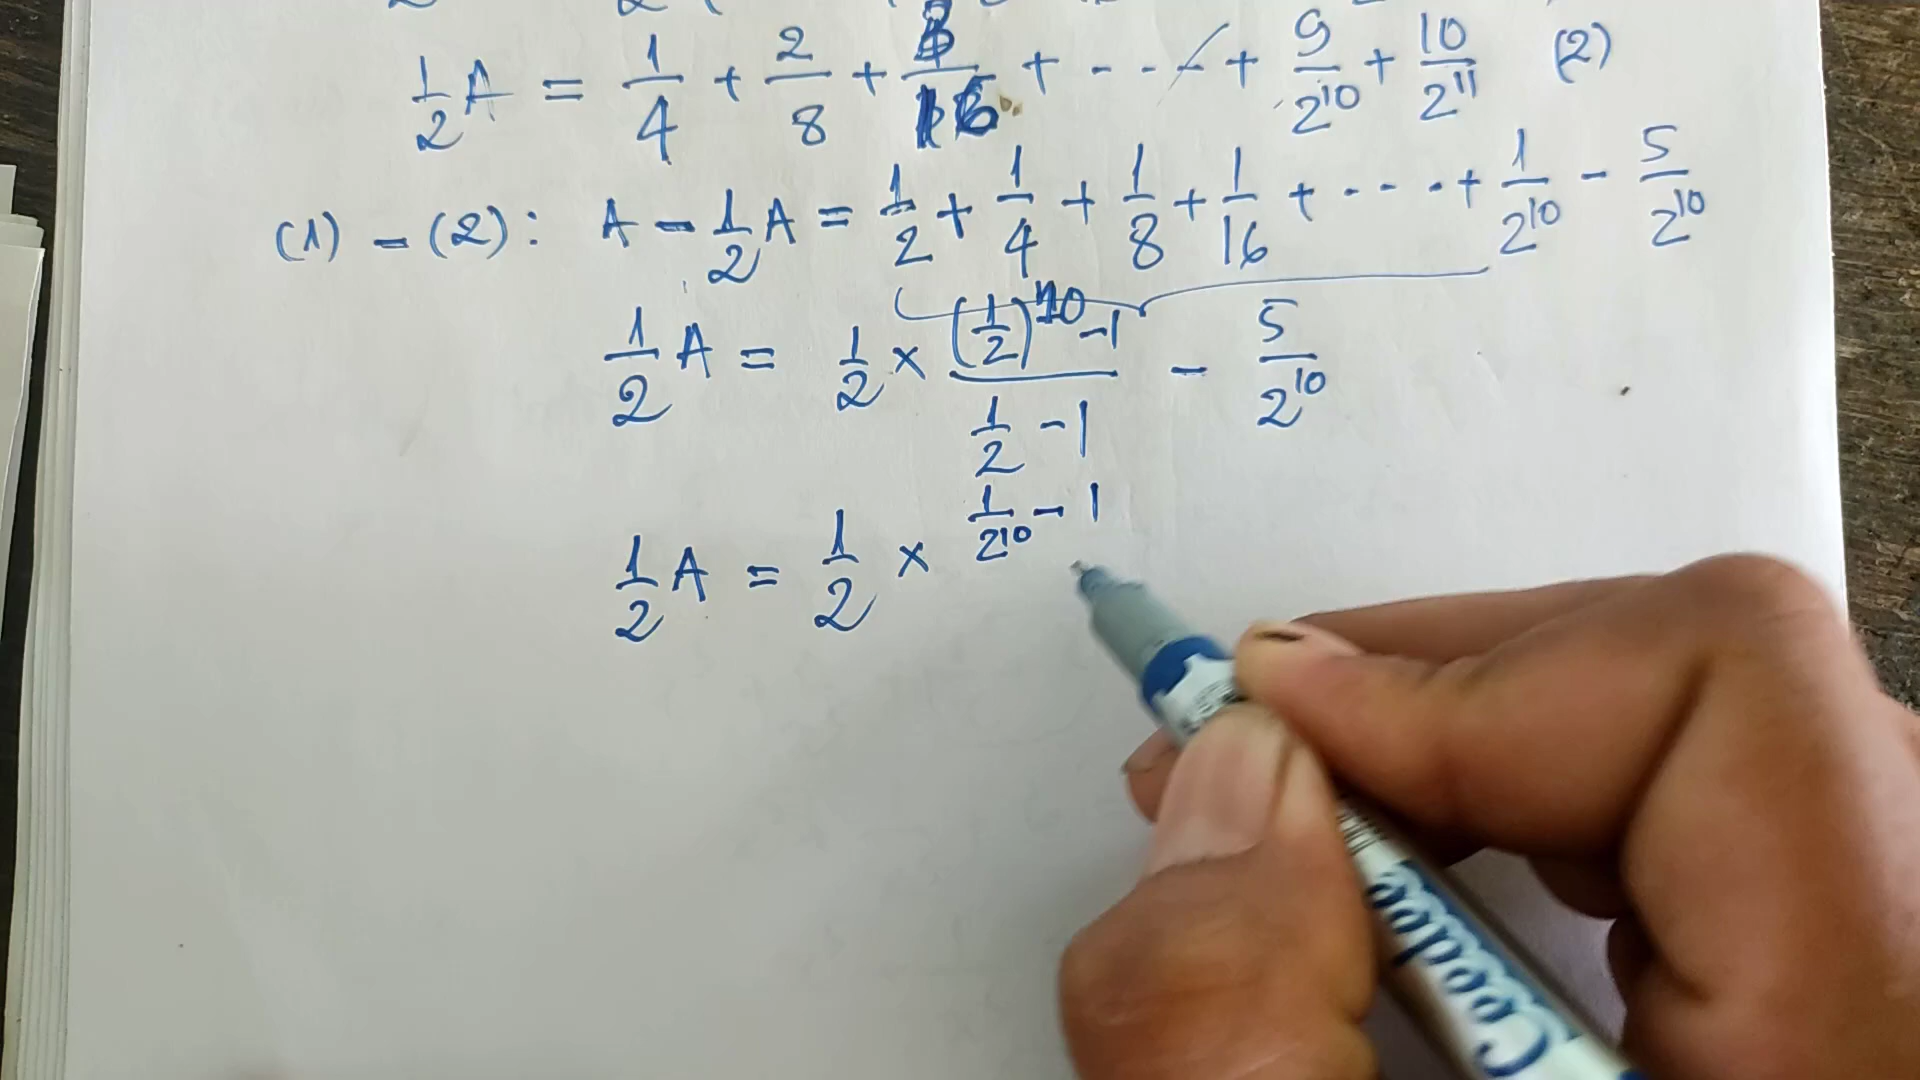 1/2 A = 1/4 + 2/8 + 3/16 + - - - + 9/2^10 + 10/2^11 (2)
(1) - (2) : A - 1/2 A = 1/2 + 1/4 + 1/8 + 1/16 + - - - + 1/2^10 - 5/2^10
1/2 A = 1/2 × ((1/2)^10 - 1)/(1/2 - 1) - 5/2^10
1/2 A = 1/2 × 1/2^10 - 1